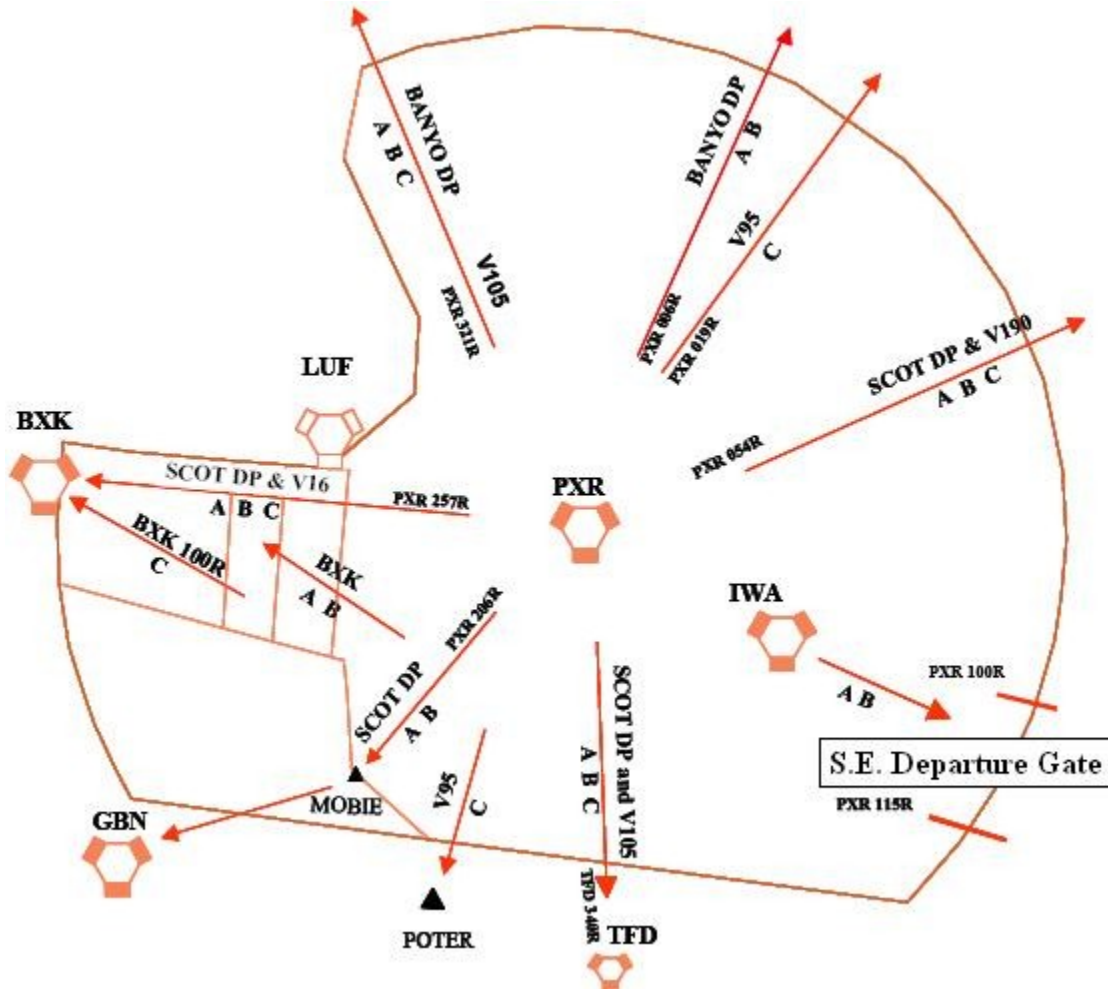 BANYO DP
A B C
V105
PXR 321R
BANYO DP
A B
PXR 006R
V95
C
PXR 019R
SCOT DP & V190
A B C
PXR 054R
LUF
BXK
SCOT DP & V16
A B C
PXR 257R
PXR
BXK 100R
C
BXK
A B
PXR 206R
SCOT DP
A B
IWA
A B
PXR 100R
S.E. Departure Gate
PXR 115R
SCOT DP and V105
A B C
TFD 340R
V95
C
MOBIE
GBN
POTER
TFD